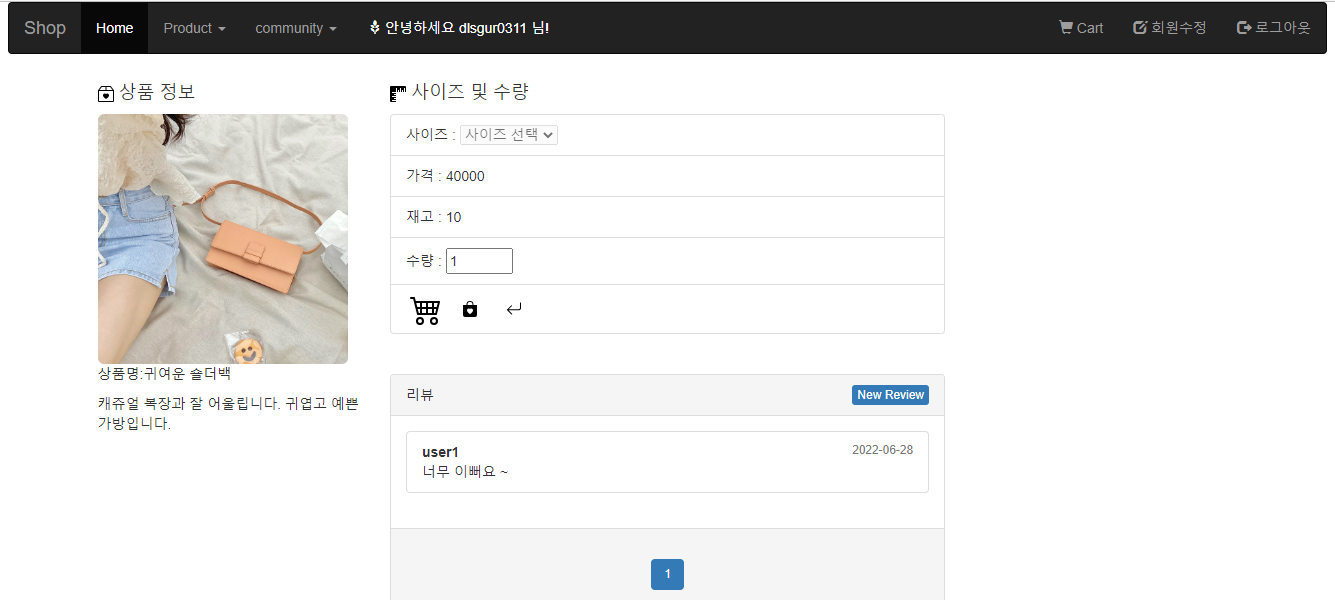 Shop Home Product community 안녕하세요 dlsgur0311 님! Cart 회원수정 로그아웃
상품 정보
상품명:귀여운 숄더백
캐쥬얼 복장과 잘 어울립니다. 귀엽고 예쁜
가방입니다.
사이즈 및 수량
사이즈 : 사이즈 선택
가격 : 40000
재고 : 10
수량 : 1
리뷰 New Review
user1 2022-06-28
너무 이뻐요 ~
1